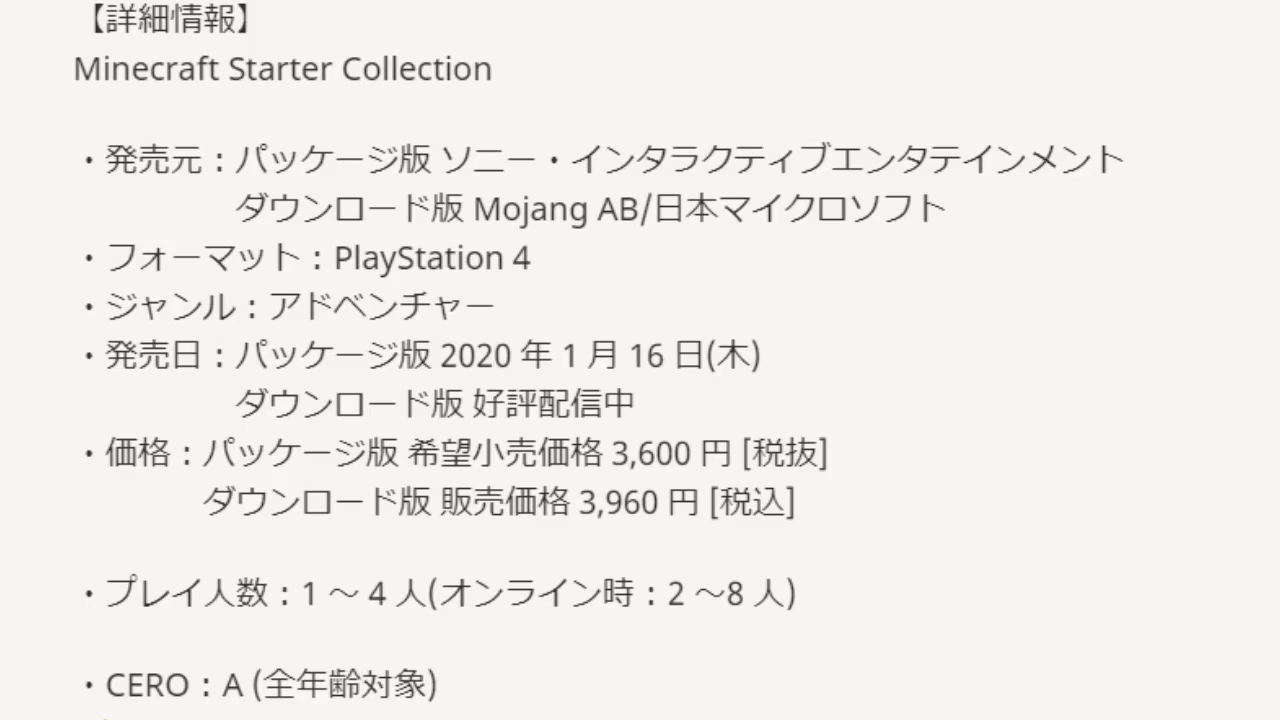 【詳細情報】
Minecraft Starter Collection
・発売元：パッケージ版 ソニー・インタラクティブエンタテインメント
ダウンロード版 Mojang AB/日本マイクロソフト
・フォーマット：PlayStation 4
・ジャンル：アドベンチャー
・発売日：パッケージ版 2020 年 1 月 16 日(木)
ダウンロード版 好評配信中
・価格：パッケージ版 希望小売価格 3,600 円 [税抜]
ダウンロード版 販売価格 3,960 円 [税込]
・プレイ人数：1 ～ 4 人(オンライン時：2 ～8 人)
・CERO：A (全年齢対象)